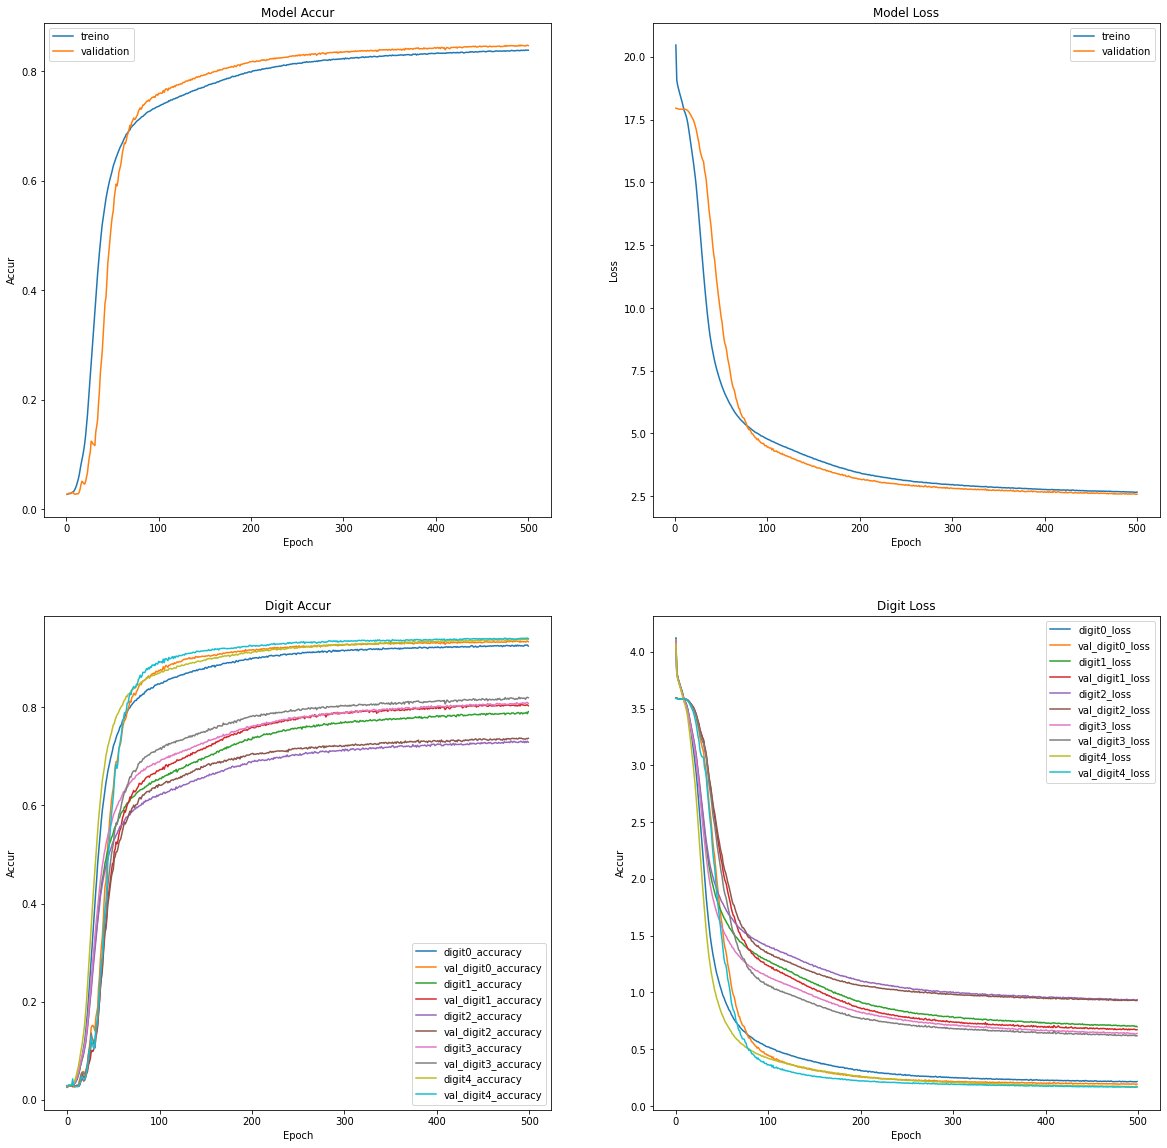 Model Accur
treino
validation
0.8
0.6
0.4
0.2
0.0
Accur
0
100
200
300
400
500
Epoch
Model Loss
treino
validation
20.0
17.5
15.0
12.5
10.0
7.5
5.0
2.5
Loss
0
100
200
300
400
500
Epoch
Digit Accur
0.8
0.6
0.4
0.2
0.0
Accur
digit0_accuracy
val_digit0_accuracy
digit1_accuracy
val_digit1_accuracy
digit2_accuracy
val_digit2_accuracy
digit3_accuracy
val_digit3_accuracy
digit4_accuracy
val_digit4_accuracy
0
100
200
300
400
500
Epoch
Digit Loss
digit0_loss
val_digit0_loss
digit1_loss
val_digit1_loss
digit2_loss
val_digit2_loss
digit3_loss
val_digit3_loss
digit4_loss
val_digit4_loss
4.0
3.5
3.0
2.5
2.0
1.5
1.0
0.5
0.0
Accur
0
100
200
300
400
500
Epoch